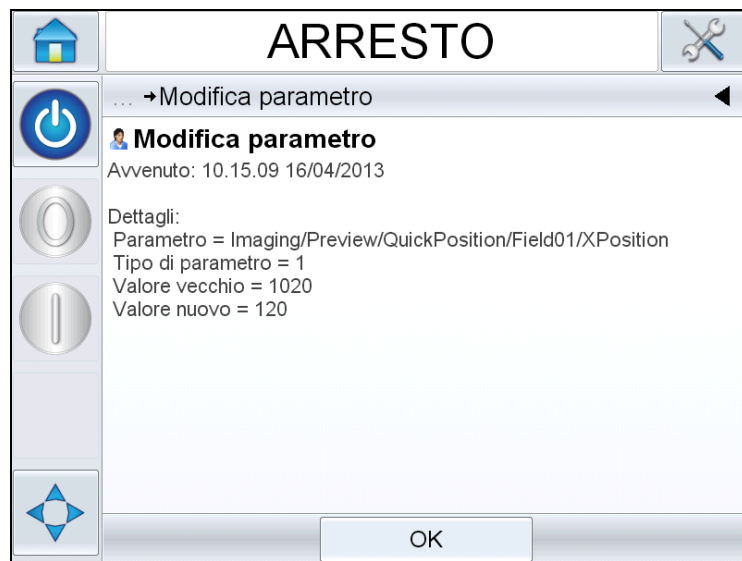 ARRESTO
... →Modifica parametro
Modifica parametro
Avvenuto: 10.15.09 16/04/2013
Dettagli:
Parametro = Imaging/Preview/QuickPosition/Field01/XPosition
Tipo di parametro = 1
Valore vecchio = 1020
Valore nuovo = 120
OK